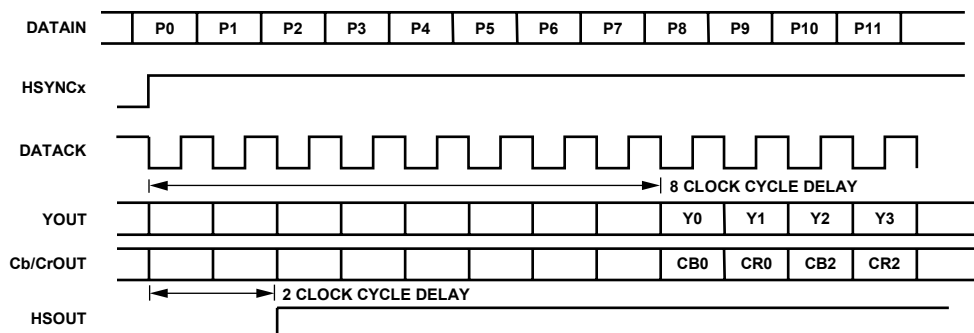 DATAIN P0 P1 P2 P3 P4 P5 P6 P7 P8 P9 P10 P11
HSYNCx
DATACK
8 CLOCK CYCLE DELAY
YOUT Y0 Y1 Y2 Y3
Cb/CrOUT CB0 CR0 CB2 CR2
2 CLOCK CYCLE DELAY
HSOUT